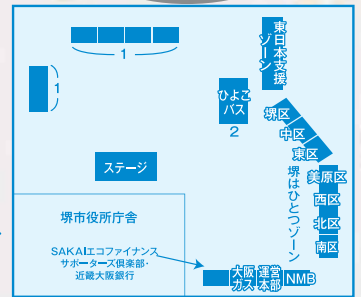 東日本支援
ゾーン
1
1
ひよこ
バス
2
堺区
中区
東区
美原区
西区
北区
南区
堺はひとつゾーン
ステージ
堺市役所庁舎
SAKAIエコファイナンス
サポーターズ倶楽部・
近畿大阪銀行
大阪
ガス
運営
本部
NMB